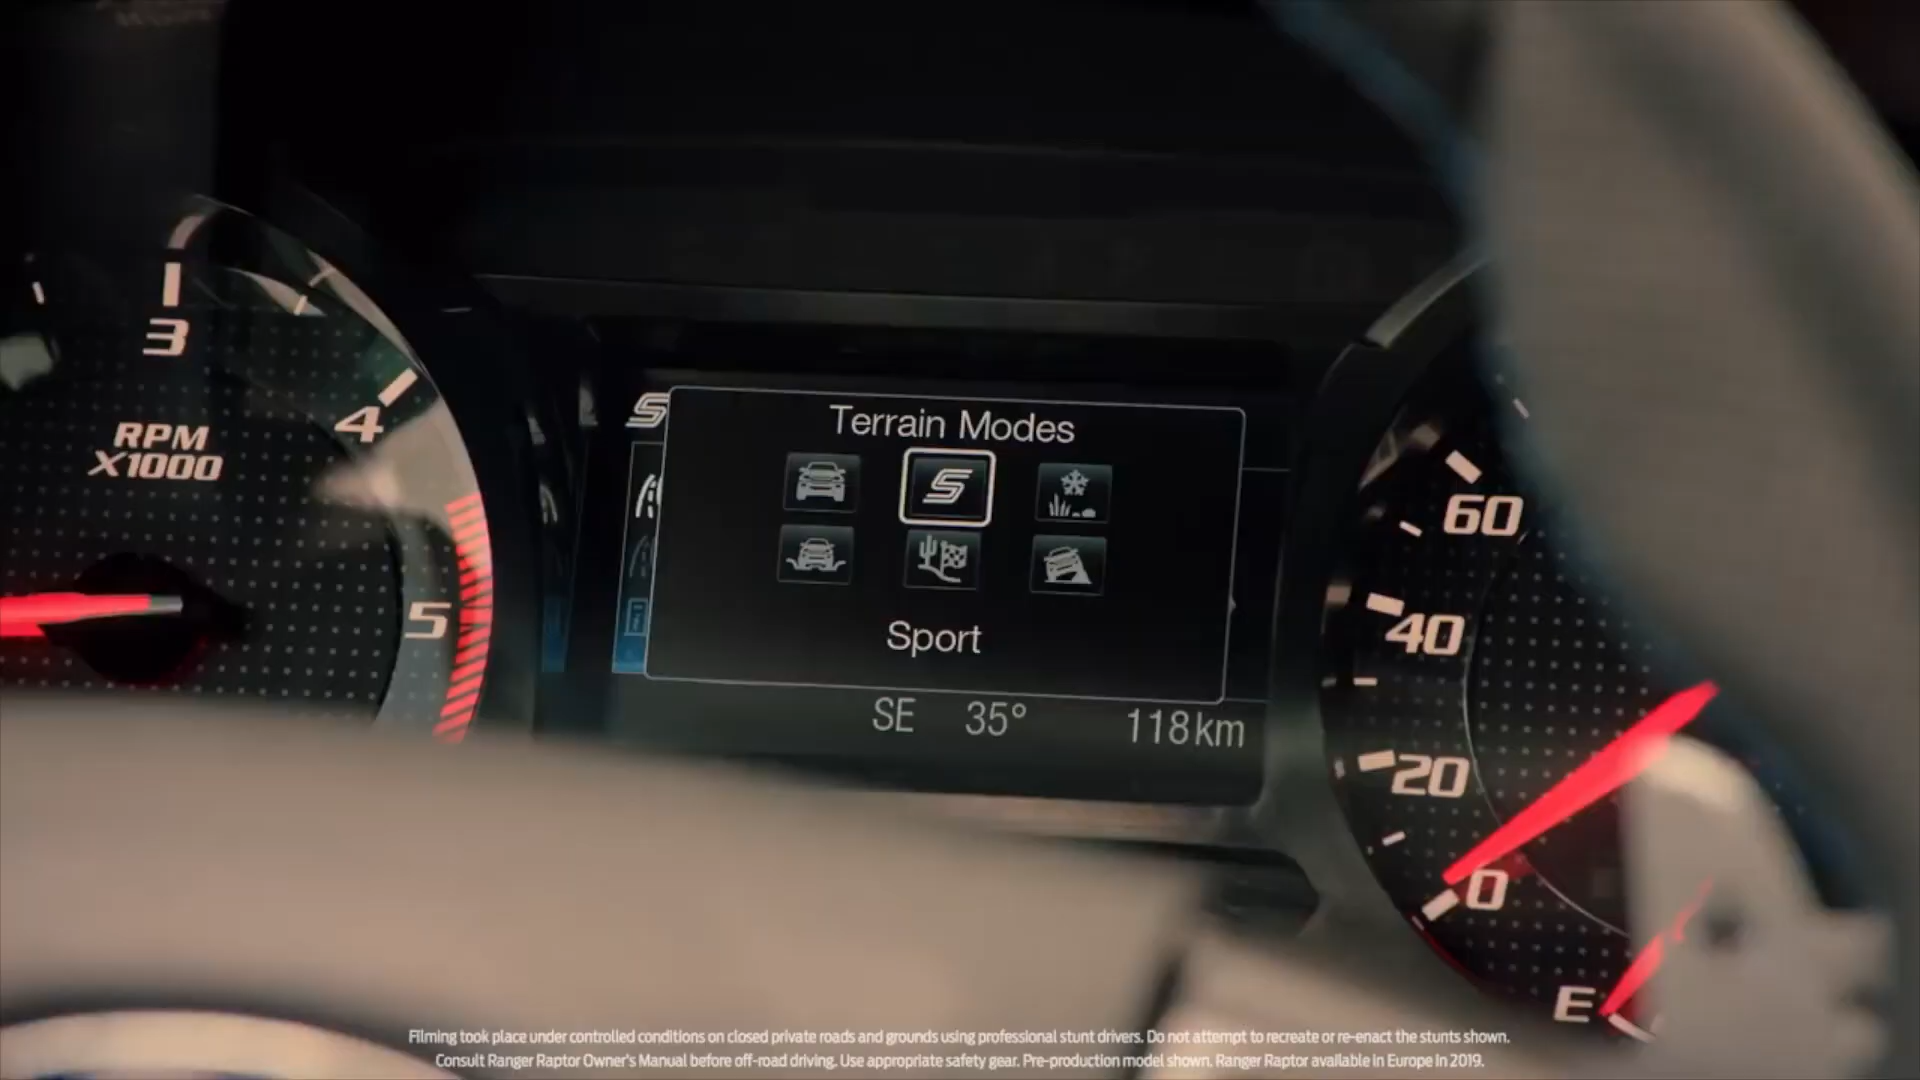 3
4
RPM
X1000
5
Terrain Modes
Sport
SE 35° 118km
60
40
20
0
E
Filming took place under controlled conditions on closed private roads and grounds using professional stunt drivers. Do not attempt to recreate or re-enact the stunts shown.
Consult Ranger Raptor Owner's Manual before off-road driving. Use appropriate safety gear. Pre-production model shown. Ranger Raptor available in Europe in 2019.